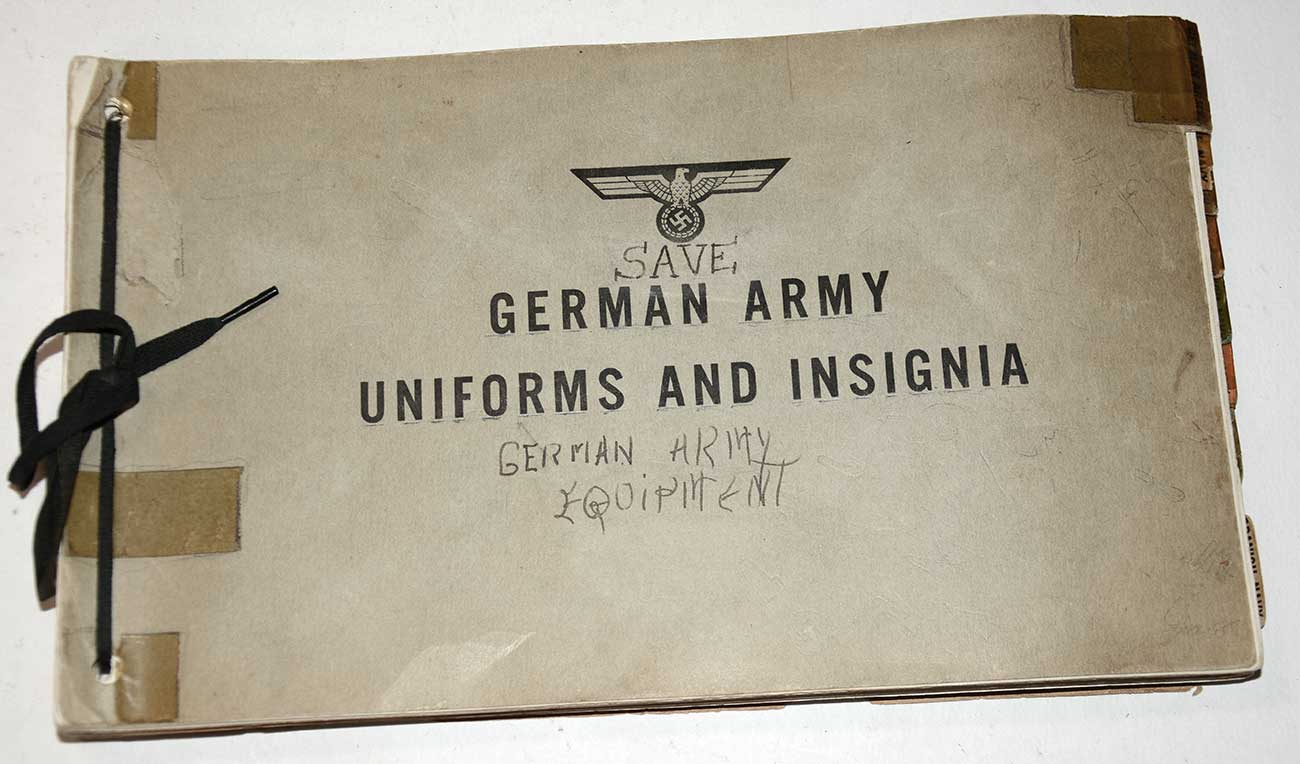 SAVE
GERMAN ARMY
UNIFORMS AND INSIGNIA
GERMAN ARMY
EQUIPMENT